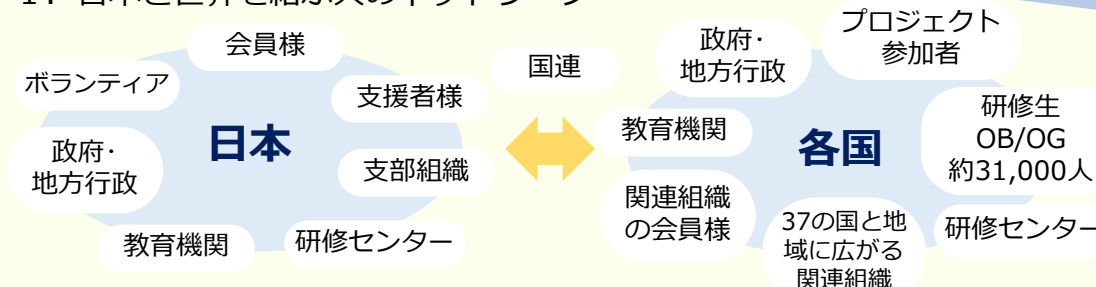 会員様
ボランティア
支援者様
日本
政府・
地方行政
支部組織
教育機関
研修センター
国連
政府・
地方行政
プロジェクト
参加者
教育機関
各国
研修生
OB/OG
約31,000人
関連組織
の会員様
37の国と地
域に広がる
関連組織
研修センター